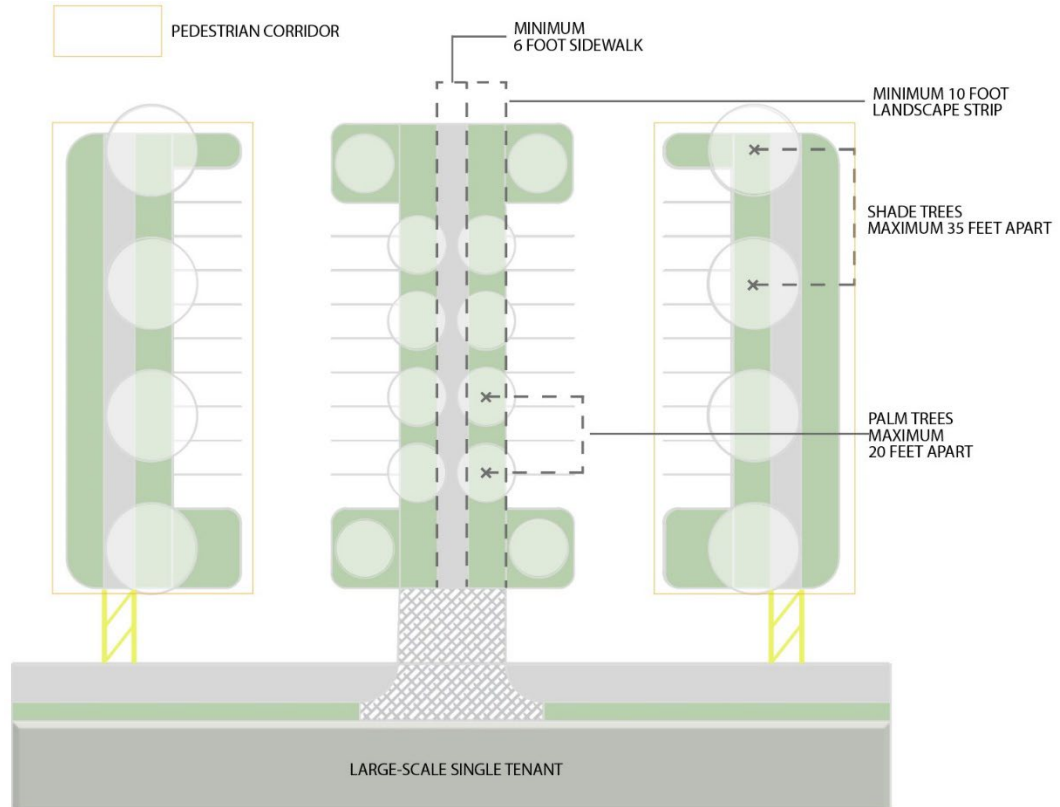 PEDESTRIAN CORRIDOR
MINIMUM
6 FOOT SIDEWALK
MINIMUM 10 FOOT
LANDSCAPE STRIP
SHADE TREES
MAXIMUM 35 FEET APART
PALM TREES
MAXIMUM
20 FEET APART
LARGE-SCALE SINGLE TENANT